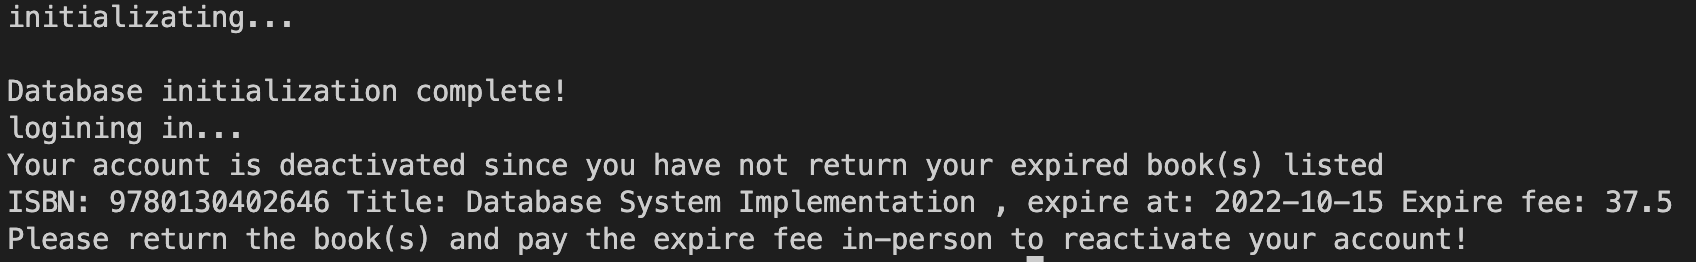 initializating...
Database initialization complete!
logining in...
Your account is deactivated since you have not return your expired book(s) listed
ISBN: 9780130402646 Title: Database System Implementation , expire at: 2022-10-15 Expire fee: 37.5
Please return the book(s) and pay the expire fee in-person to reactivate your account!